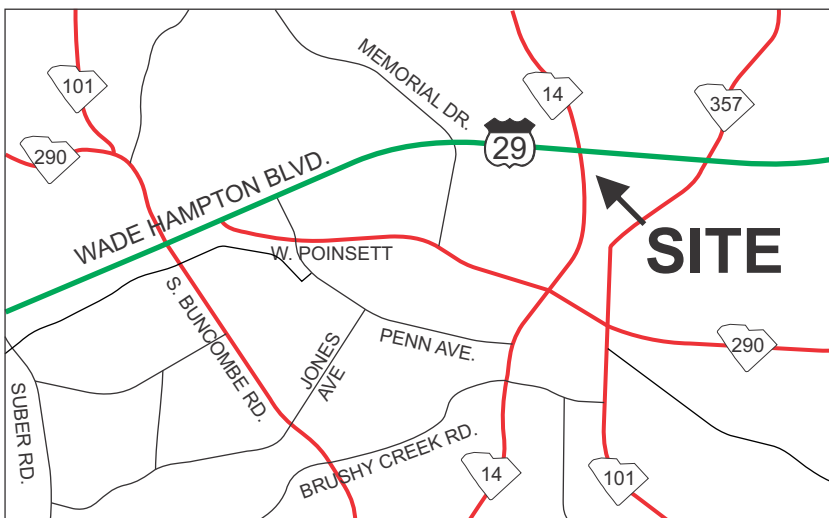 101
MEMORIAL DR.
14
357
290
29
WADE HAMPTON BLVD.
SITE
W. POINSETT
S. BUNCOMBE RD.
JONES
AVE
PENN AVE.
290
SUBER RD.
BRUSHY CREEK RD.
14
101